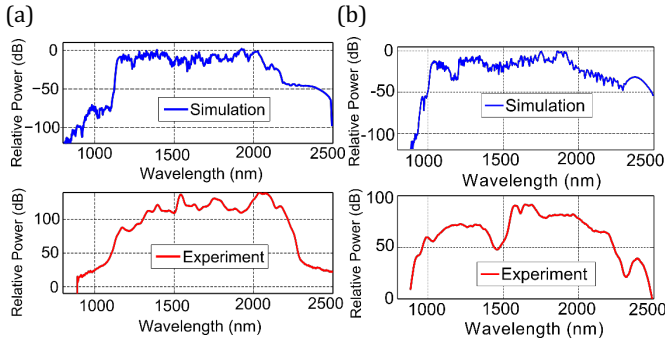 (a)
(b)
Relative Power (dB)
0
−50
−100
Simulation
1000
1500
2000
2500
Wavelength (nm)
Relative Power (dB)
0
-50
-100
Simulation
1000
1500
2000
2500
Wavelength (nm)
Relative Power (dB)
100
50
0
Experiment
1000
1500
2000
2500
Wavelength (nm)
Relative Power (dB)
100
50
0
Experiment
1000
1500
2000
2500
Wavelength (nm)